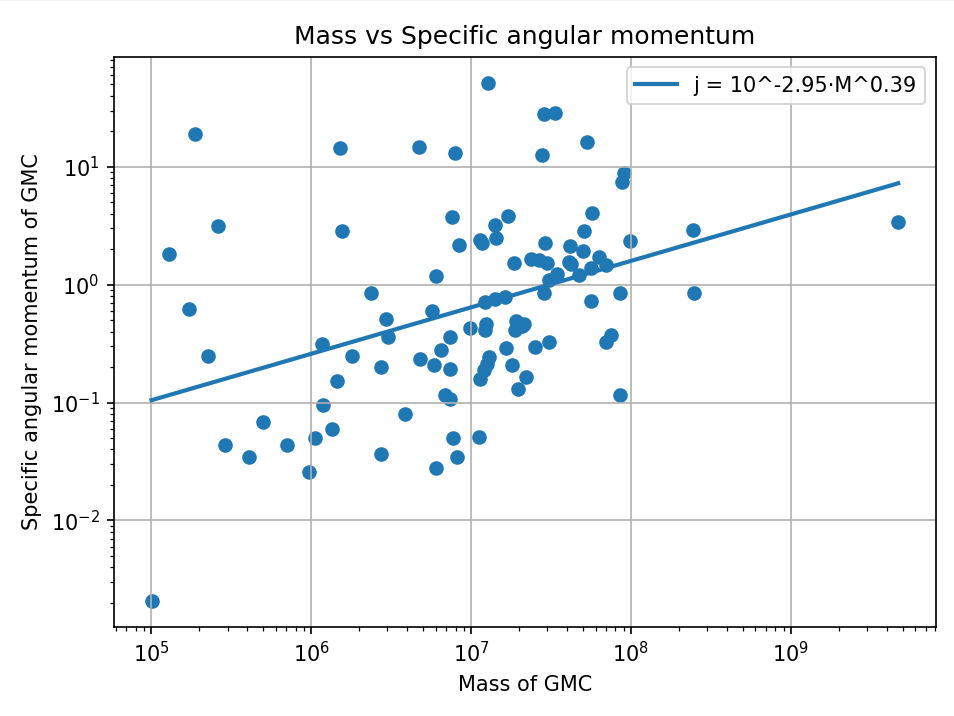 Mass vs Specific angular momentum
j = 10^-2.95·M^0.39
Specific angular momentum of GMC
10¹
10⁰
10⁻¹
10⁻²
10⁵ 10⁶ 10⁷ 10⁸ 10⁹
Mass of GMC